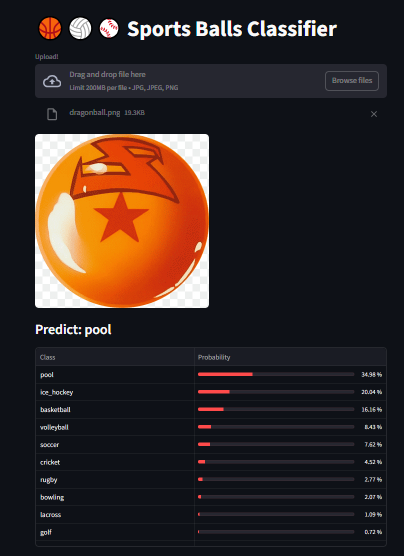 Sports Balls Classifier
Upload!
Drag and drop file here
Limit 200MB per file • JPG, JPEG, PNG
Browse files
dragonball.png 19.3KB
Predict: pool
Class Probability
pool 34.98 %
ice_hockey 20.04 %
basketball 16.16 %
volleyball 8.43 %
soccer 7.62 %
cricket 4.52 %
rugby 2.77 %
bowling 2.07 %
lacross 1.09 %
golf 0.72 %